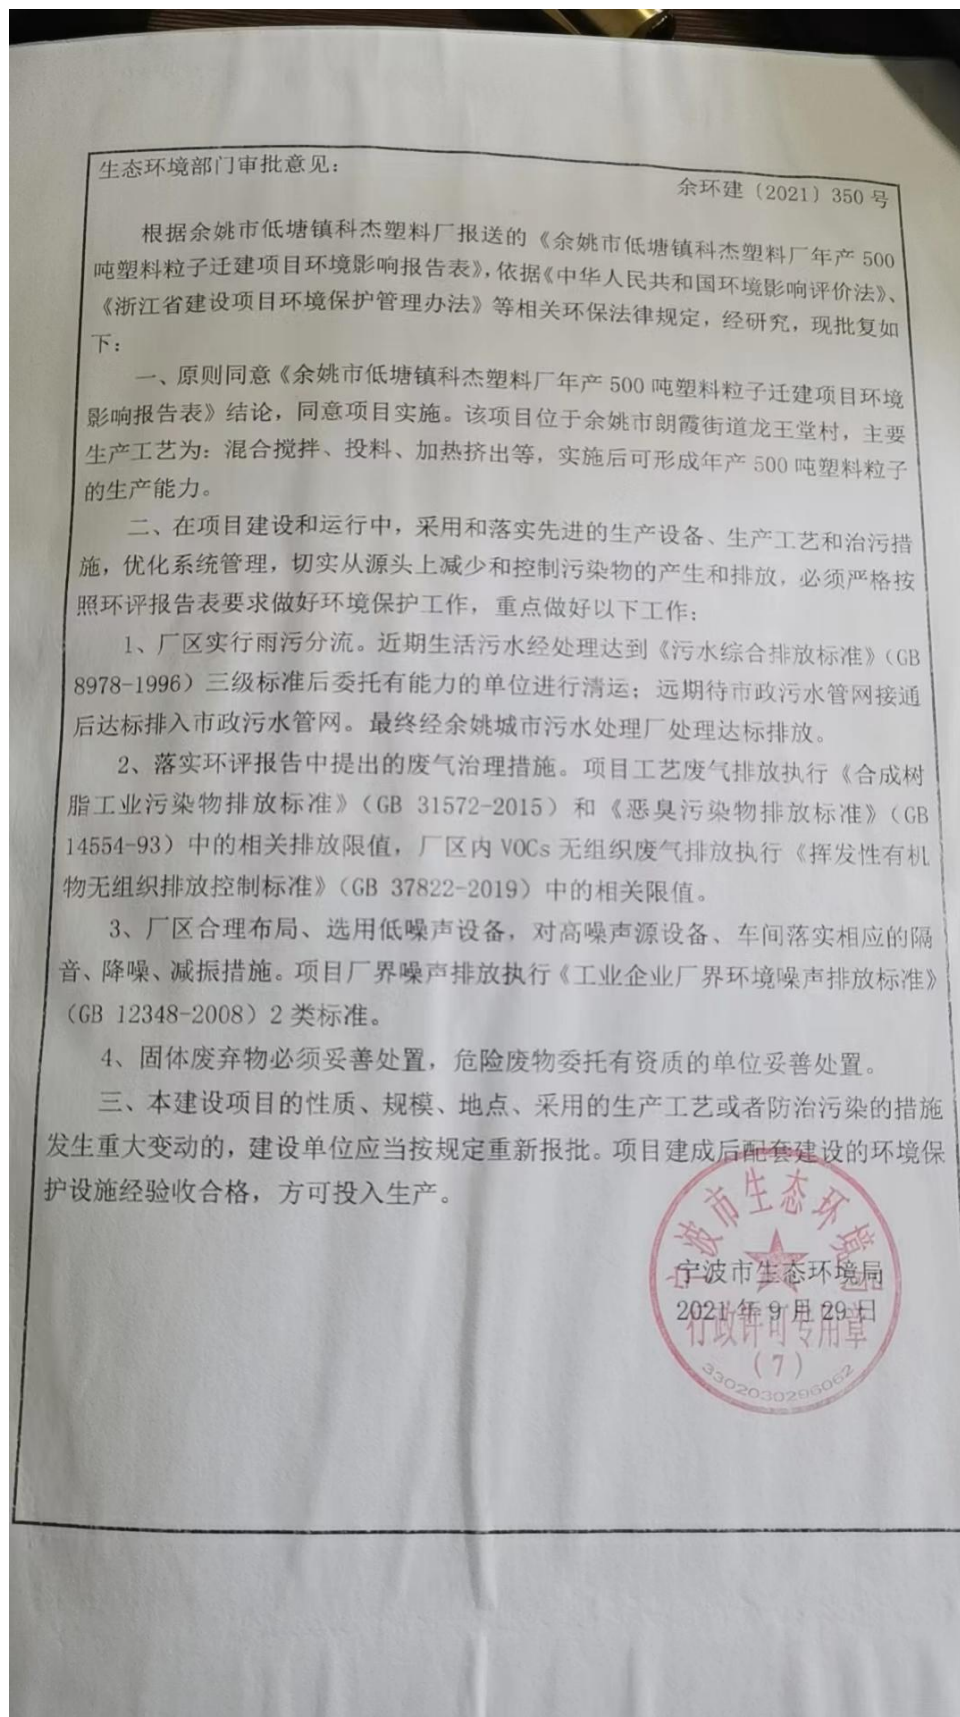 生态环境部门审批意见：
余环建〔2021〕350号
根据余姚市低塘镇科杰塑料厂报送的《余姚市低塘镇科杰塑料厂年产500
吨塑料粒子迁建项目环境影响报告表》，依据《中华人民共和国环境影响评价法》、
《浙江省建设项目环境保护管理办法》等相关环保法律规定，经研究，现批复如
下：
一、原则同意《余姚市低塘镇科杰塑料厂年产500吨塑料粒子迁建项目环境
影响报告表》结论，同意项目实施。该项目位于余姚市朗霞街道龙王堂村，主要
生产工艺为：混合搅拌、投料、加热挤出等，实施后可形成年产500吨塑料粒子
的生产能力。
二、在项目建设和运行中，采用和落实先进的生产设备、生产工艺和治污措
施，优化系统管理，切实从源头上减少和控制污染物的产生和排放，必须严格按
照环评报告表要求做好环境保护工作，重点做好以下工作：
1、厂区实行雨污分流。近期生活污水经处理达到《污水综合排放标准》（GB
8978-1996）三级标准后委托有能力的单位进行清运；远期待市政污水管网接通
后达标排入市政污水管网。最终经余姚城市污水处理厂处理达标排放。
2、落实环评报告中提出的废气治理措施。项目工艺废气排放执行《合成树
脂工业污染物排放标准》（GB 31572-2015）和《恶臭污染物排放标准》（GB
14554-93）中的相关排放限值，厂区内VOCs无组织废气排放执行《挥发性有机
物无组织排放控制标准》（GB 37822-2019）中的相关限值。
3、厂区合理布局、选用低噪声设备，对高噪声源设备、车间落实相应的隔
音、降噪、减振措施。项目厂界噪声排放执行《工业企业厂界环境噪声排放标准》
（GB 12348-2008）2类标准。
4、固体废弃物必须妥善处置，危险废物委托有资质的单位妥善处置。
三、本建设项目的性质、规模、地点、采用的生产工艺或者防治污染的措施
发生重大变动的，建设单位应当按规定重新报批。项目建成后配套建设的环境保
护设施经验收合格，方可投入生产。
宁波市生态环境局
宁波市生态环境局
2021年9月29日
行政许可专用章
（7）
3302030296062